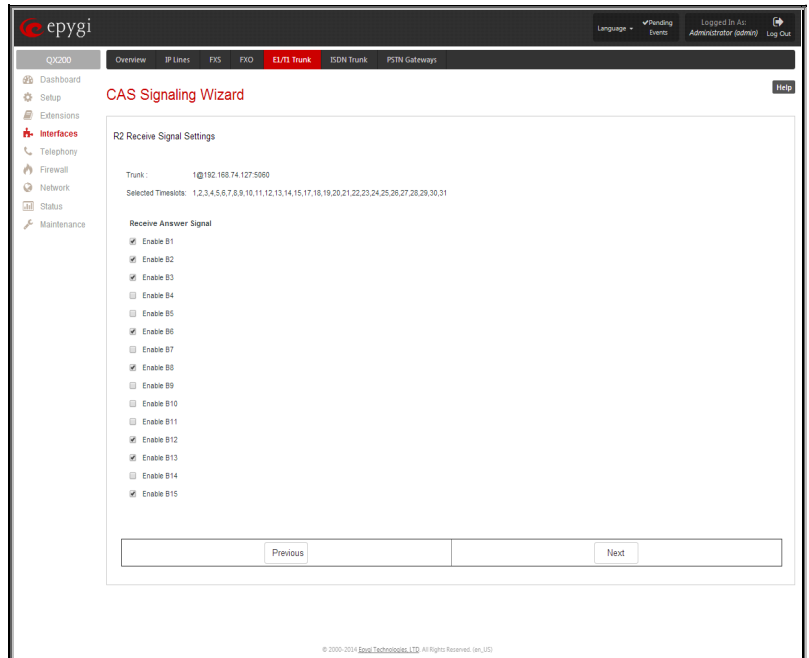 epygi
Language
Pending Events
Logged In As:
Administrator (admin)
Log Out
QX200
Overview IP Lines FXS FXO E1/T1 Trunk ISDN Trunk PSTN Gateways
Dashboard
Setup
Extensions
Interfaces
Telephony
Firewall
Network
Status
Maintenance
CAS Signaling Wizard
Help
R2 Receive Signal Settings
Trunk : 1@192.168.74.127:5060
Selected Timeslots: 1,2,3,4,5,6,7,8,9,10,11,12,13,14,15,17,18,19,20,21,22,23,24,25,26,27,28,29,30,31
Receive Answer Signal
Enable B1
Enable B2
Enable B3
Enable B4
Enable B5
Enable B6
Enable B7
Enable B8
Enable B9
Enable B10
Enable B11
Enable B12
Enable B13
Enable B14
Enable B15
Previous
Next
© 2000-2014 Epygi Technologies, LTD. All Rights Reserved. (en_US)